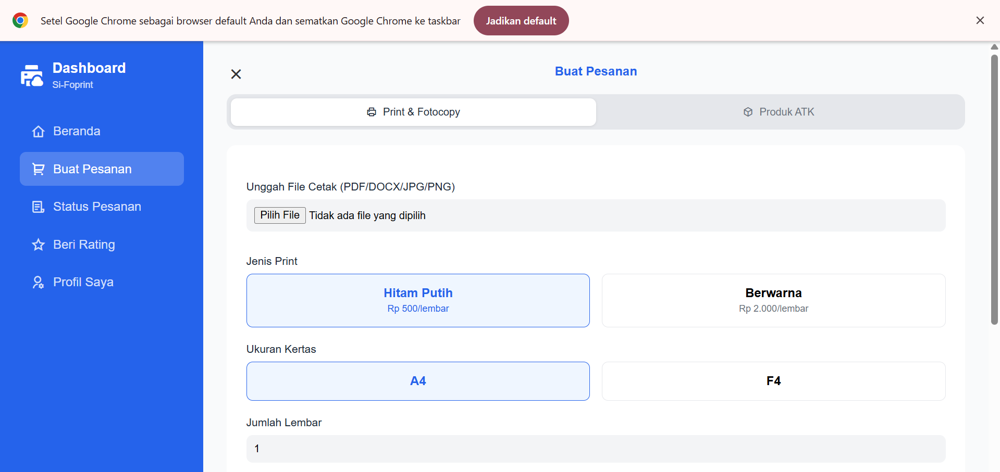 Setel Google Chrome sebagai browser default Anda dan sematkan Google Chrome ke taskbar
Jadikan default
Dashboard
Si-Foprint
Beranda
Buat Pesanan
Status Pesanan
Beri Rating
Profil Saya
Buat Pesanan
Print & Fotocopy
Produk ATK
Unggah File Cetak (PDF/DOCX/JPG/PNG)
Pilih File Tidak ada file yang dipilih
Jenis Print
Hitam Putih
Rp 500/lembar
Berwarna
Rp 2.000/lembar
Ukuran Kertas
A4
F4
Jumlah Lembar
1